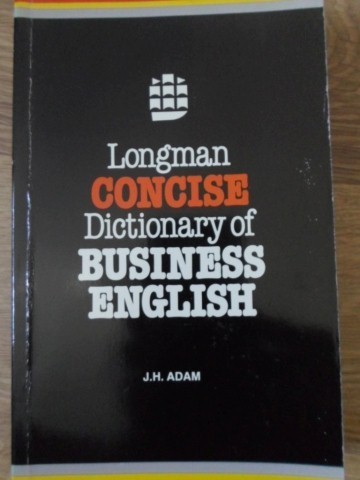 Longman
CONCISE
Dictionary of
BUSINESS
ENGLISH
J.H. ADAM